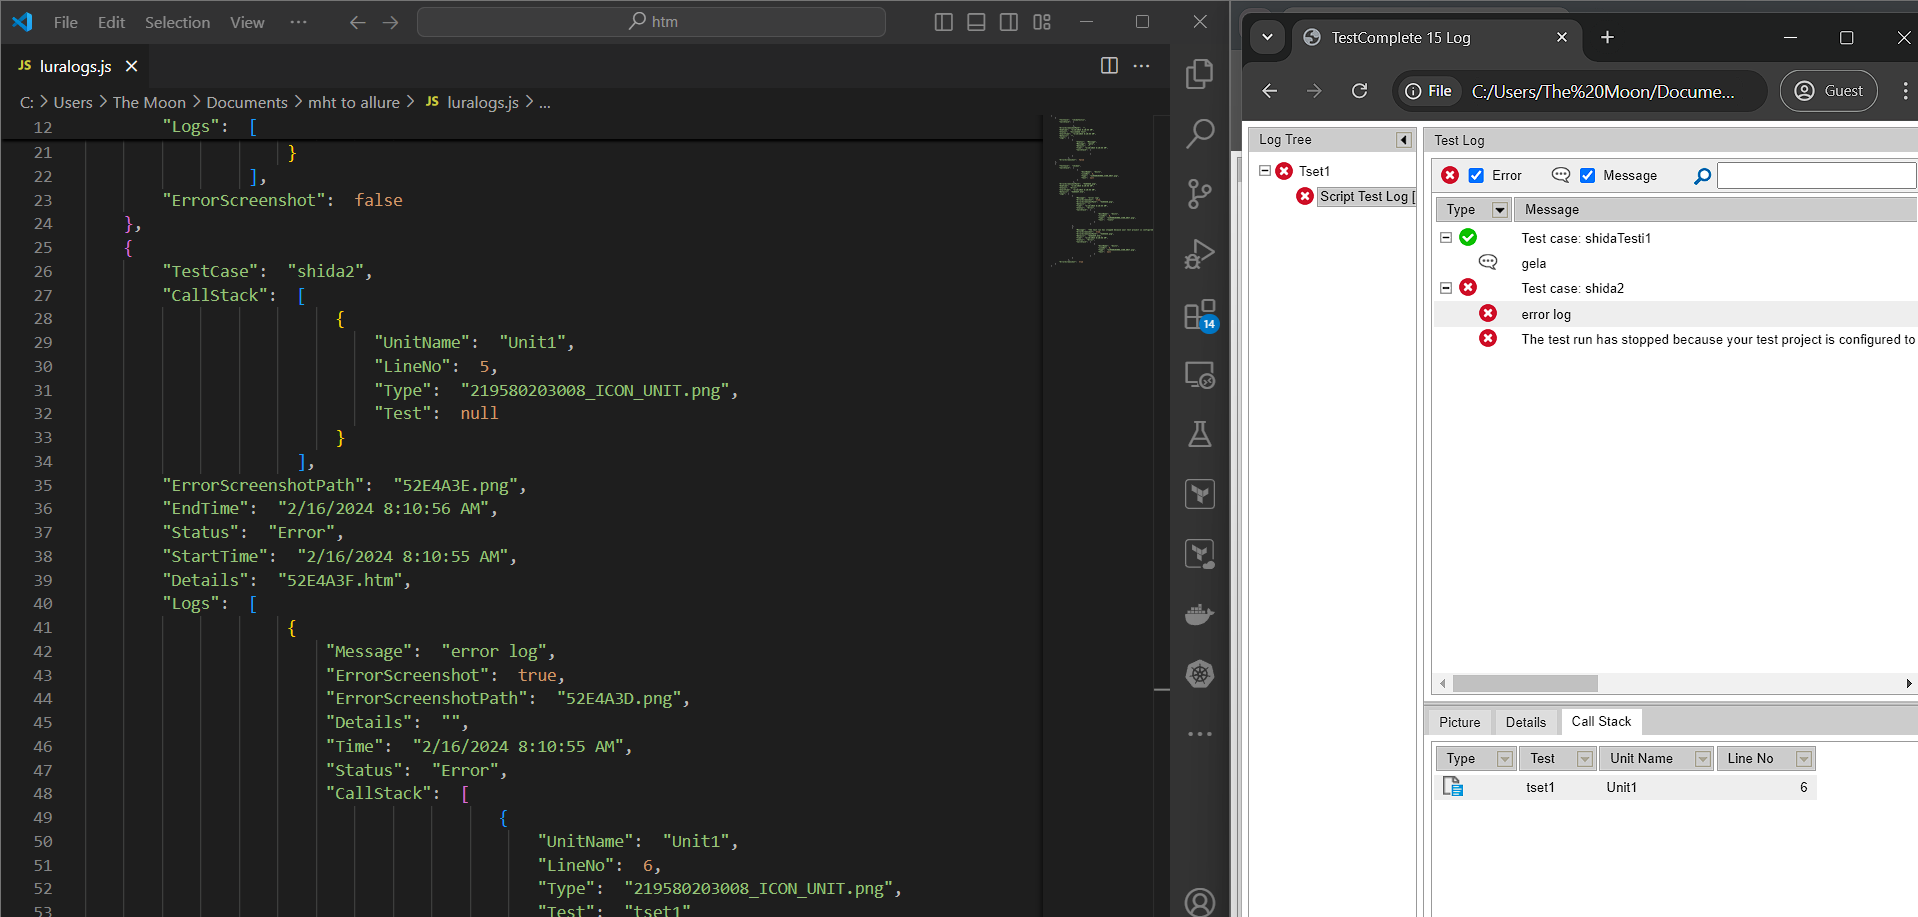 File Edit Selection View ··· htm
JS luralogs.js
C: > Users > The Moon > Documents > mht to allure > JS luralogs.js > ...
12 "Logs": [
21 }
22 ],
23 "ErrorScreenshot": false
24 },
25 {
26 "TestCase": "shida2",
27 "CallStack": [
28 {
29 "UnitName": "Unit1",
30 "LineNo": 5,
31 "Type": "219580203008_ICON_UNIT.png",
32 "Test": null
33 }
34 ],
35 "ErrorScreenshotPath": "52E4A3E.png",
36 "EndTime": "2/16/2024 8:10:56 AM",
37 "Status": "Error",
38 "StartTime": "2/16/2024 8:10:55 AM",
39 "Details": "52E4A3F.htm",
40 "Logs": [
41 {
42 "Message": "error log",
43 "ErrorScreenshot": true,
44 "ErrorScreenshotPath": "52E4A3D.png",
45 "Details": "",
46 "Time": "2/16/2024 8:10:55 AM",
47 "Status": "Error",
48 "CallStack": [
49 {
50 "UnitName": "Unit1",
51 "LineNo": 6,
52 "Type": "219580203008_ICON_UNIT.png",
53 "Test": "tset1"
14
TestComplete 15 Log
File C:/Users/The%20Moon/Docume... Guest
Log Tree
Tset1
Script Test Log [
Test Log
Error Message
Type Message
Test case: shidaTesti1
gela
Test case: shida2
error log
The test run has stopped because your test project is configured to
Picture Details Call Stack
Type Test Unit Name Line No
tset1 Unit1 6